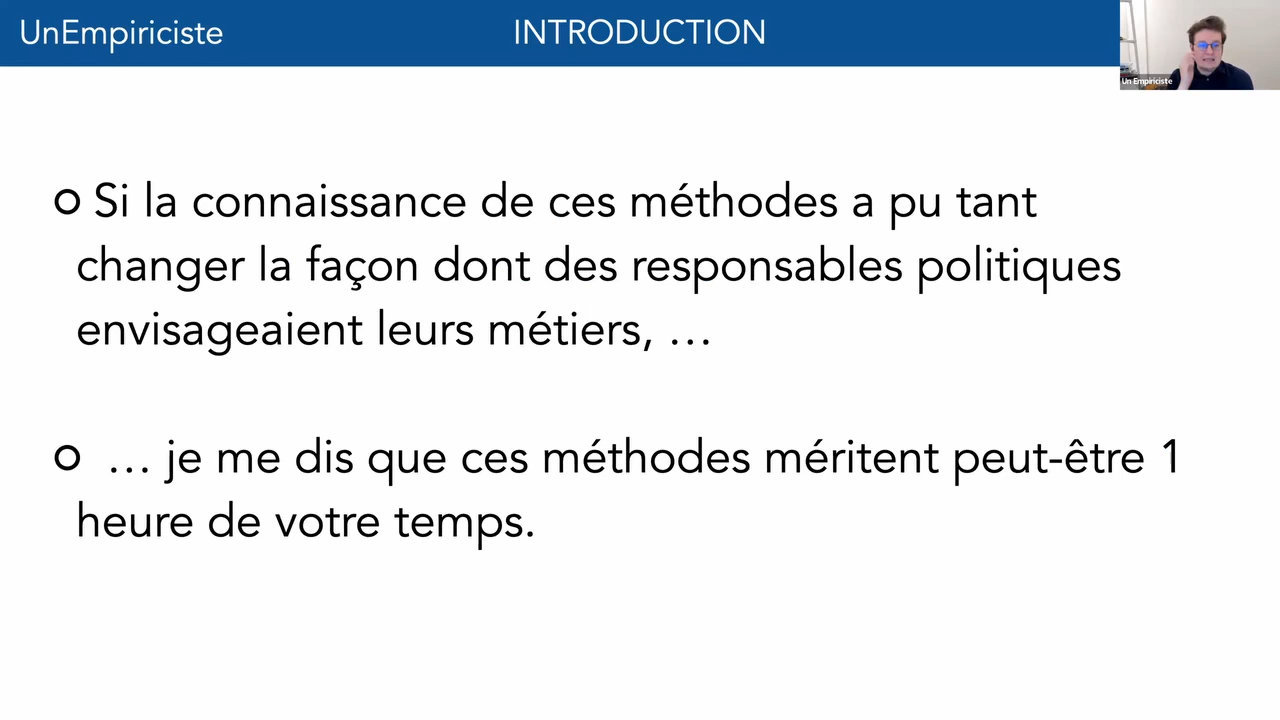 UnEmpiriciste
INTRODUCTION
Un Empiriciste
Si la connaissance de ces méthodes a pu tant
changer la façon dont des responsables politiques
envisageaient leurs métiers, …
… je me dis que ces méthodes méritent peut-être 1
heure de votre temps.